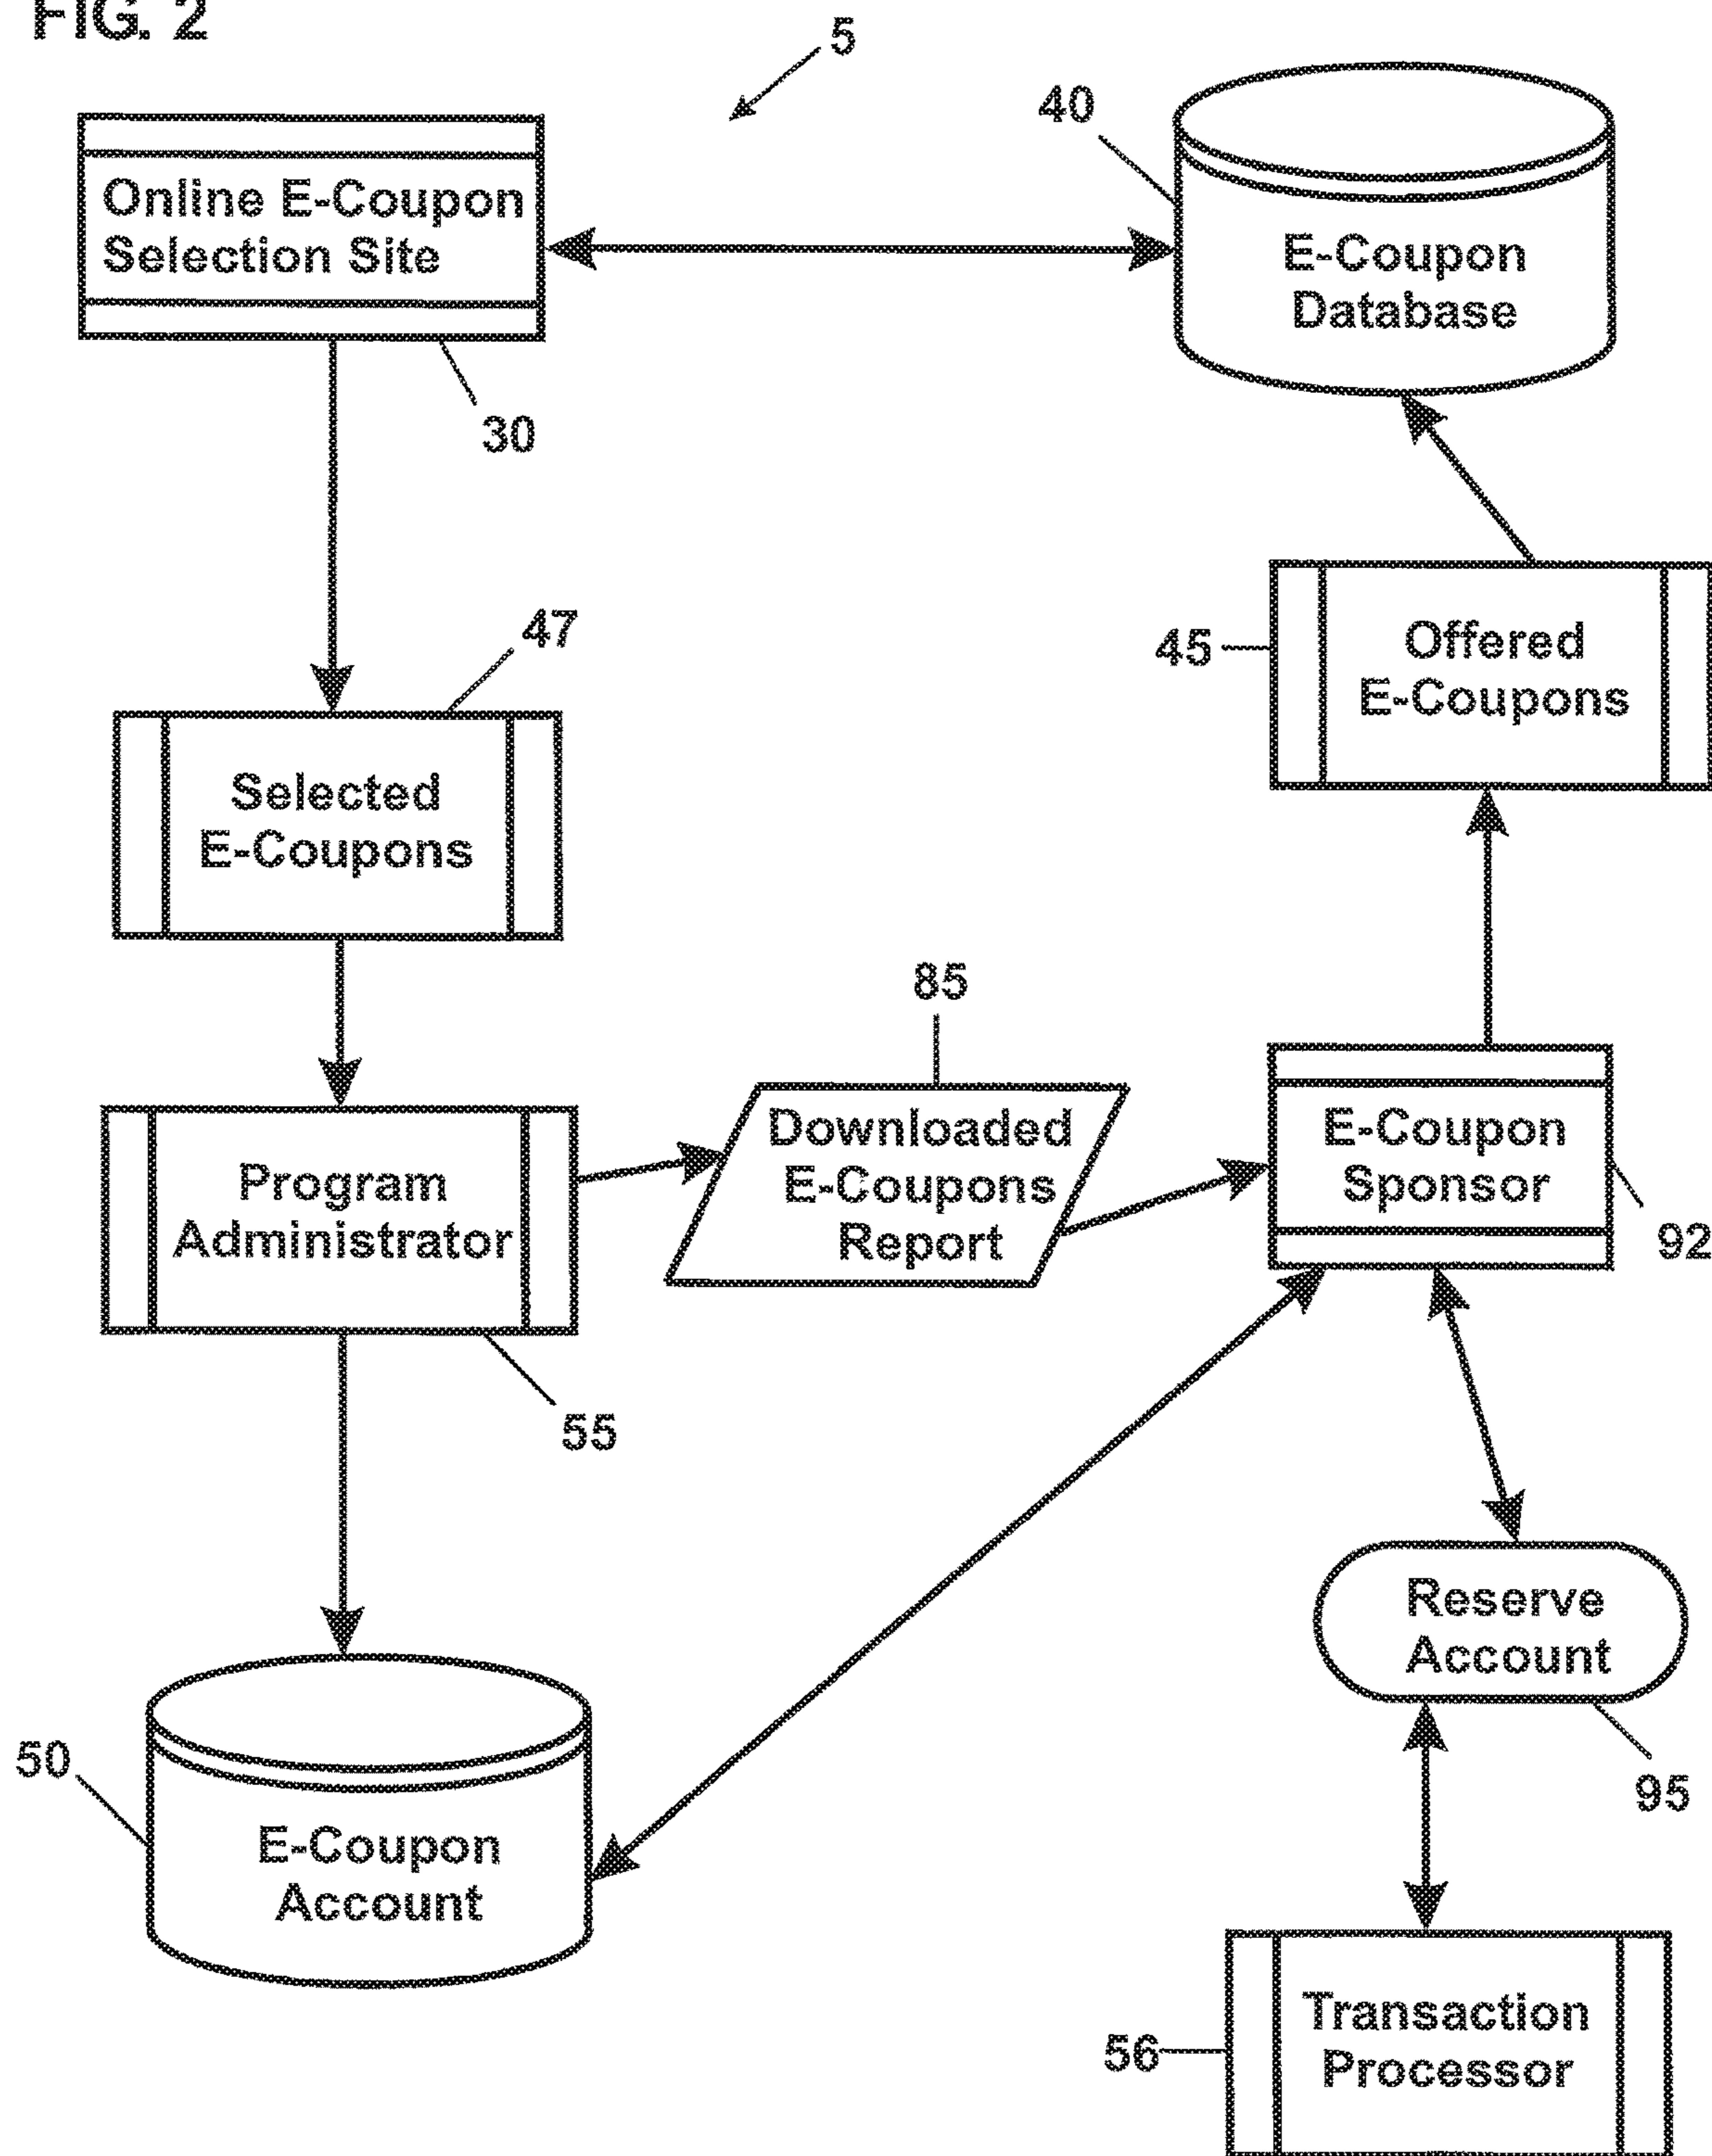 FIG. 2
5
40
Online E-Coupon
Selection Site
E-Coupon
Database
30
47
45
Offered
E-Coupons
Selected
E-Coupons
85
Downloaded
E-Coupons
Report
E-Coupon
Sponsor
92
Program
Administrator
55
Reserve
Account
95
50
E-Coupon
Account
56
Transaction
Processor